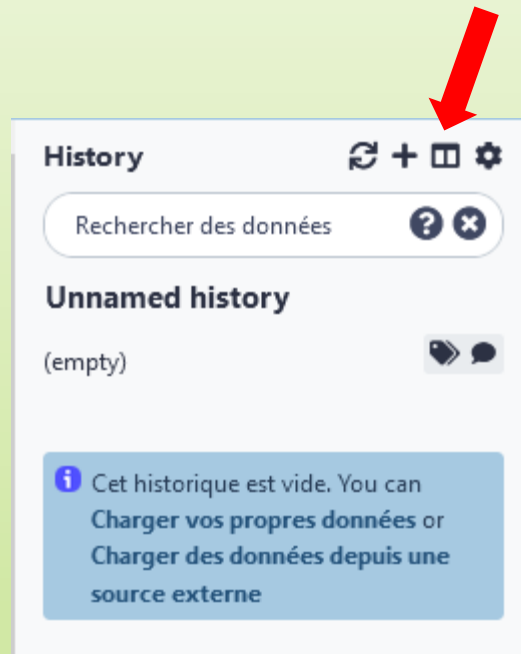 History
Rechercher des données
Unnamed history
(empty)
Cet historique est vide. You can
Charger vos propres données or
Charger des données depuis une
source externe